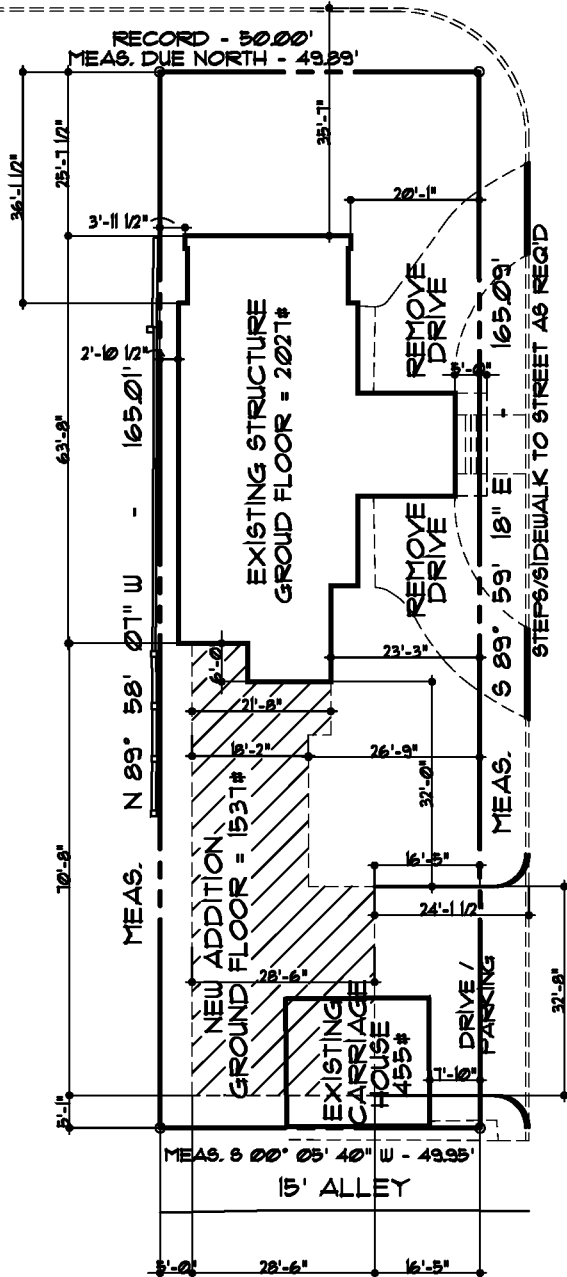 RECORD - 50.00'
MEAS. DUE NORTH - 49.89'
36'-1 1/2"
25'-7 1/2"
35'-7"
3'-11 1/2"
20'-1"
2'-10 1/2"
63'-8"
165.01'
-
N 89° 58' 07" W
MEAS.
EXISTING STRUCTURE
GROUD FLOOR = 2027#
REMOVE
DRIVE
5'-0"
165.09'
-
S 89° 59' 18" E
MEAS.
STEPS/SIDEWALK TO STREET AS REQ'D
REMOVE
DRIVE
6'-0"
23'-3"
21'-8"
18'-2"
26'-9"
32'-0"
70'-8"
NEW ADDITION
GROUND FLOOR = 1537#
16'-5"
24'-1 1/2"
28'-6"
DRIVE /
PARKING
32'-8"
EXISTING
CARRIAGE
HOUSE
455#
7'-10"
5'-1"
MEAS. S 00° 05' 40" W - 49.95'
15' ALLEY
5'-0"
28'-6"
16'-5"